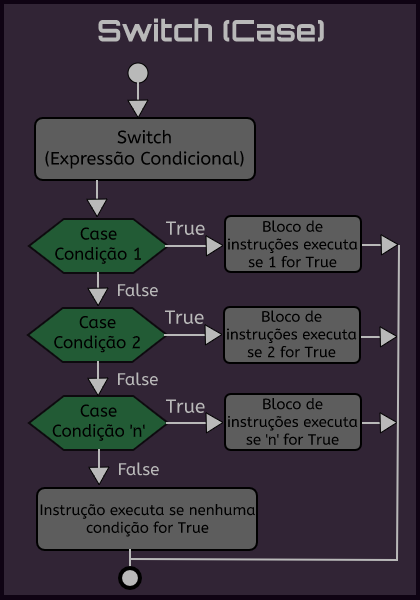 Switch (Case)
Switch
(Expressão Condicional)
Case
Condição 1
True
Bloco de
instruções executa
se 1 for True
False
Case
Condição 2
True
Bloco de
instruções executa
se 2 for True
False
Case
Condição 'n'
True
Bloco de
instruções executa
se 'n' for True
False
Instrução executa se nenhuma
condição for True